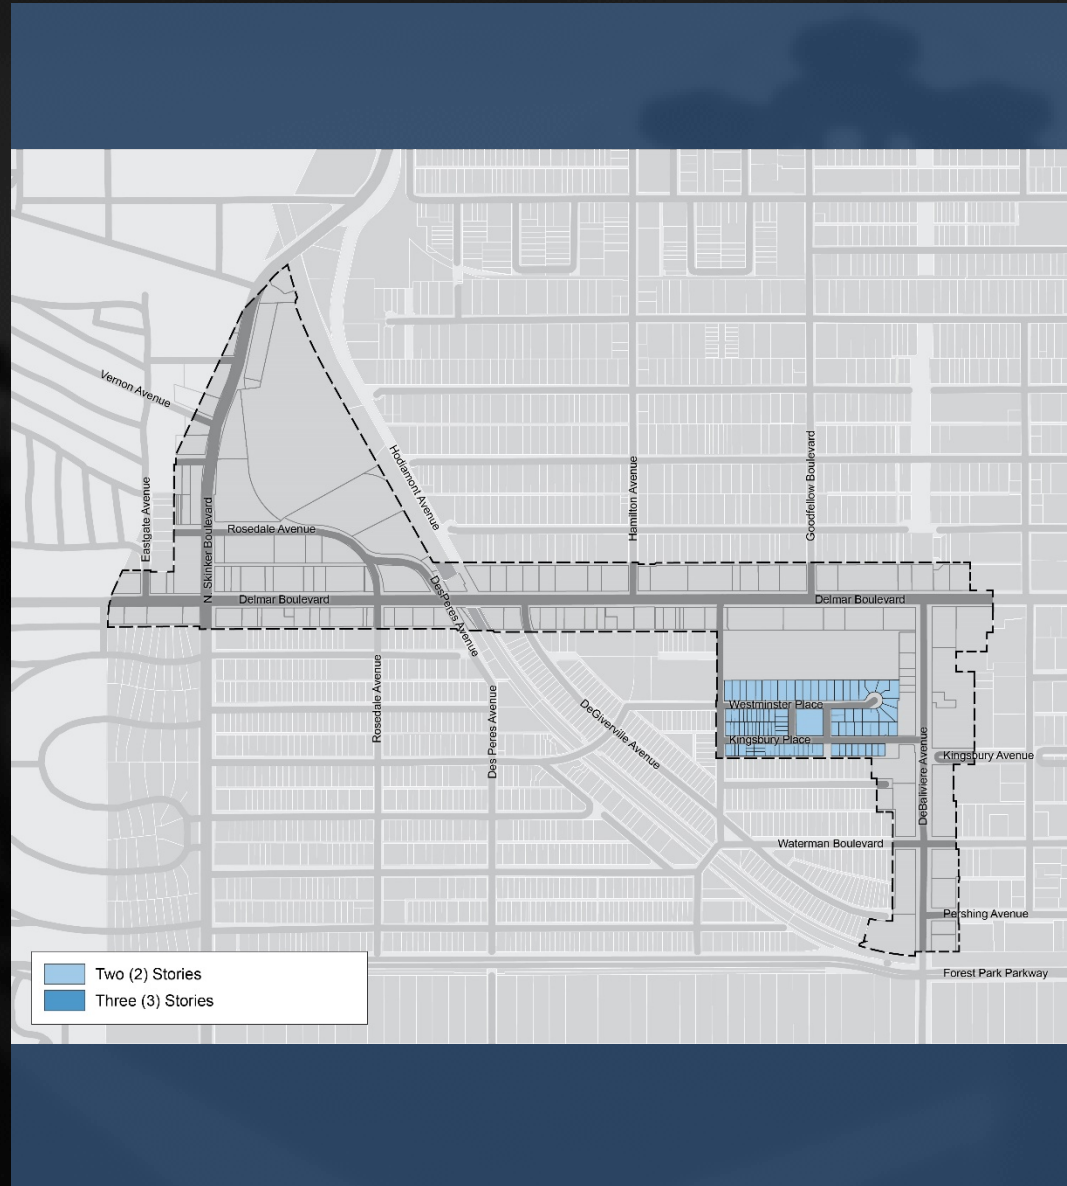 Vernon Avenue
Eastgate Avenue
N. Skinker Boulevard
Hodiamont Avenue
Hamilton Avenue
Goodfellow Boulevard
Rosedale Avenue
Delmar Boulevard
DesPeres Avenue
Delmar Boulevard
Rosedale Avenue
Des Peres Avenue
DeGiverville Avenue
Westminster Place
Kingsbury Place
DeBaliviere Avenue
Kingsbury Avenue
Waterman Boulevard
Pershing Avenue
Forest Park Parkway
Two (2) Stories
Three (3) Stories